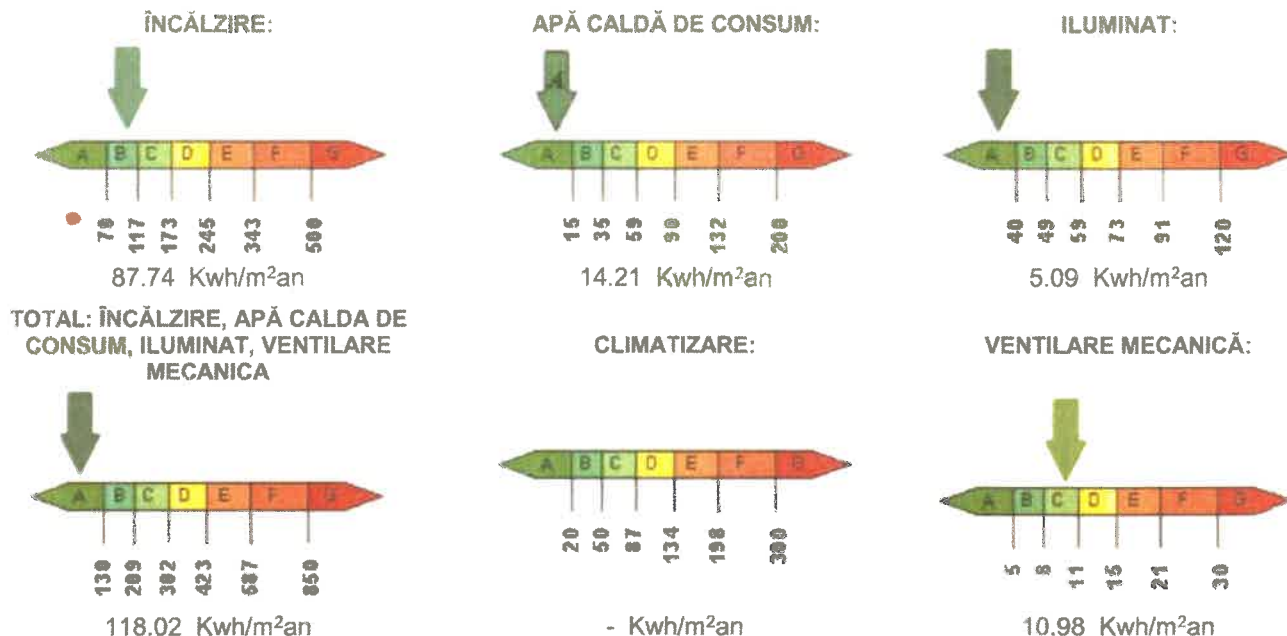 ÎNCĂLZIRE:
A B C D E F G
70 117 173 245 343 500
87.74 Kwh/m²an
APĂ CALDĂ DE CONSUM:
A
A B C D E F G
15 35 59 90 132 200
14.21 Kwh/m²an
ILUMINAT:
A B C D E F G
40 49 59 73 91 120
5.09 Kwh/m²an
TOTAL: ÎNCĂLZIRE, APĂ CALDA DE
CONSUM, ILUMINAT, VENTILARE
MECANICA
A B C D E F G
130 209 302 423 687 850
118.02 Kwh/m²an
CLIMATIZARE:
A B C D E F G
20 50 87 134 198 300
- Kwh/m²an
VENTILARE MECANICĂ:
A B C D E F G
5 8 11 15 21 30
10.98 Kwh/m²an